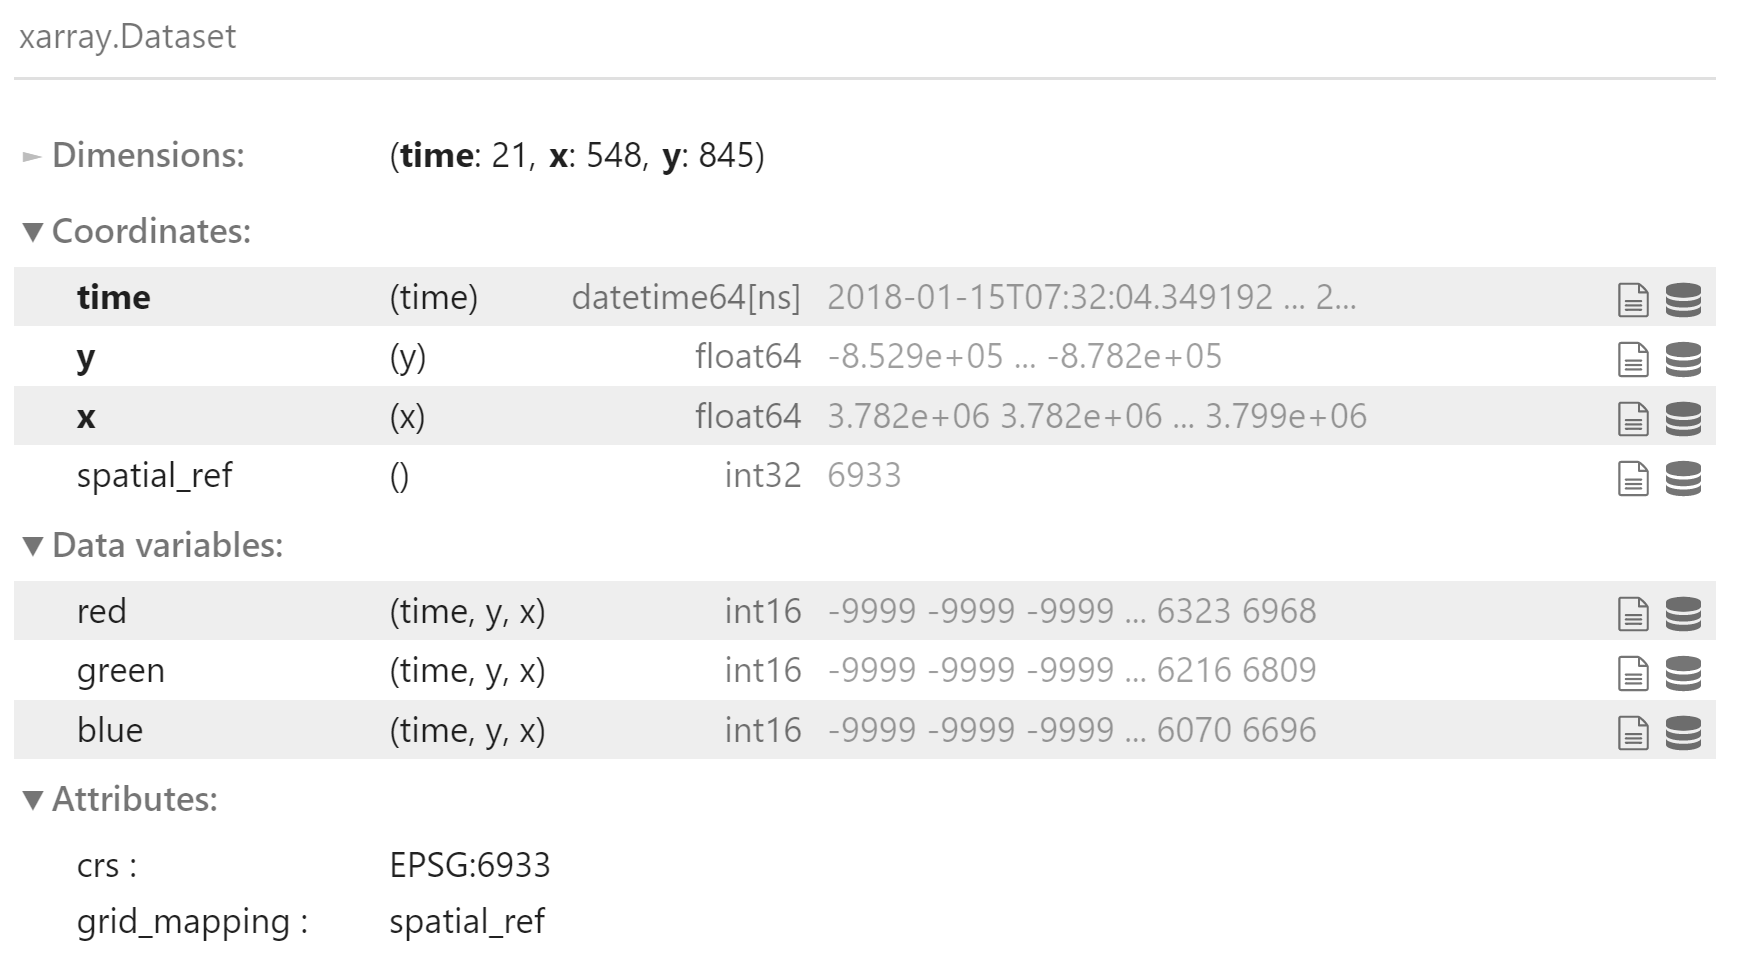 xarray.Dataset
► Dimensions: (time: 21, x: 548, y: 845)
▼ Coordinates:
time (time) datetime64[ns] 2018-01-15T07:32:04.349192 ... 2...
y (y) float64 -8.529e+05 ... -8.782e+05
x (x) float64 3.782e+06 3.782e+06 ... 3.799e+06
spatial_ref () int32 6933
▼ Data variables:
red (time, y, x) int16 -9999 -9999 -9999 ... 6323 6968
green (time, y, x) int16 -9999 -9999 -9999 ... 6216 6809
blue (time, y, x) int16 -9999 -9999 -9999 ... 6070 6696
▼ Attributes:
crs : EPSG:6933
grid_mapping : spatial_ref